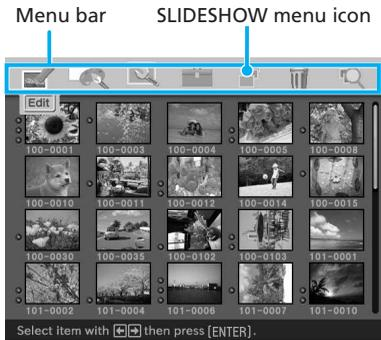 Menu bar SLIDESHOW menu icon
Edit
100-0001 100-0003 100-0004 100-0005 100-0008
100-0010 100-0011 100-0012 100-0014 100-0015
100-0030 100-0035 100-0102 100-0103 101-0001
101-0002 101-0004 101-0006 101-0007 101-0010
Select item with ←→ then press [ENTER].